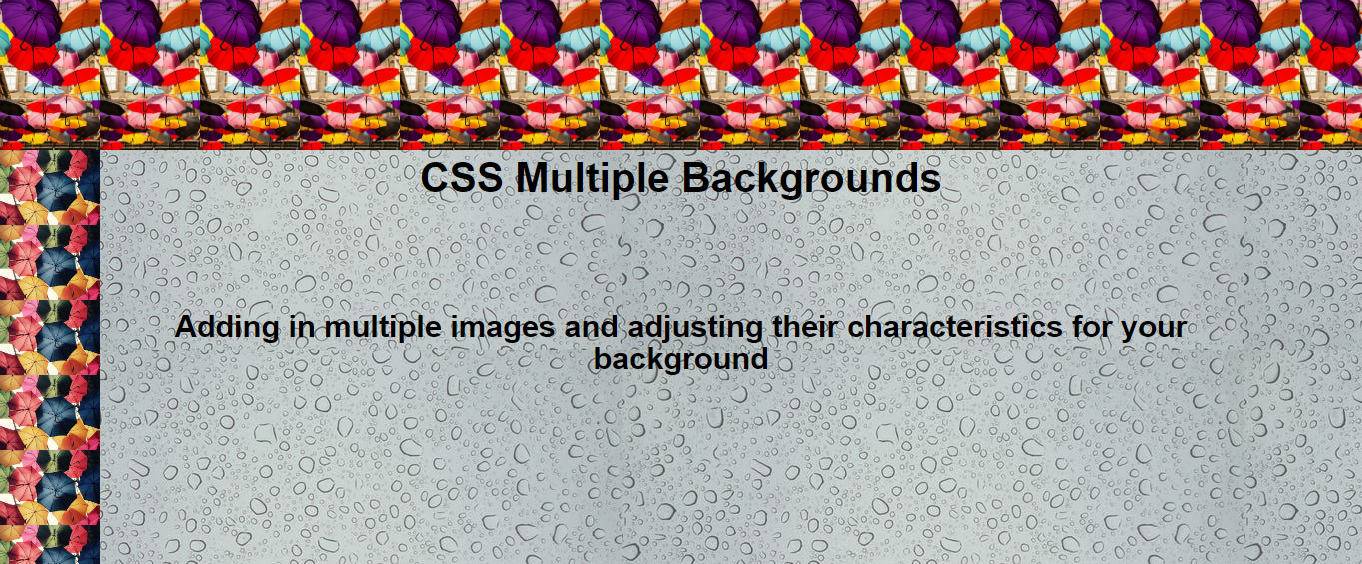 CSS Multiple Backgrounds
Adding in multiple images and adjusting their characteristics for your
background